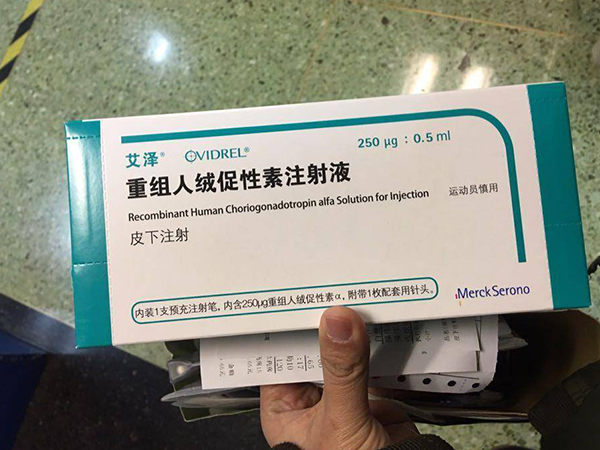 艾泽® OVIDREL®
250 µg : 0.5 ml
重组人绒促性素注射液
Recombinant Human Choriogonadotropin alfa Solution for Injection
运动员慎用
皮下注射
内装1支预充注射笔，内含250µg重组人绒促性素α，附带1枚配套用针头。
MerckSerono